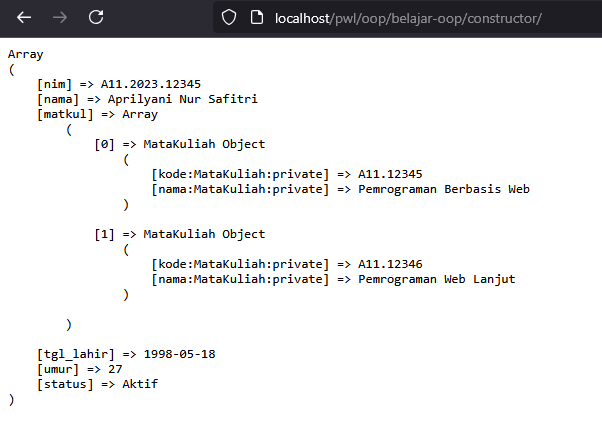 localhost/pwl/oop/belajar-oop/constructor/
Array
(
    [nim] => A11.2023.12345
    [nama] => Aprilyani Nur Safitri
    [matkul] => Array
        (
            [0] => MataKuliah Object
                (
                    [kode:MataKuliah:private] => A11.12345
                    [nama:MataKuliah:private] => Pemrograman Berbasis Web
                )

            [1] => MataKuliah Object
                (
                    [kode:MataKuliah:private] => A11.12346
                    [nama:MataKuliah:private] => Pemrograman Web Lanjut
                )

        )

    [tgl_lahir] => 1998-05-18
    [umur] => 27
    [status] => Aktif
)